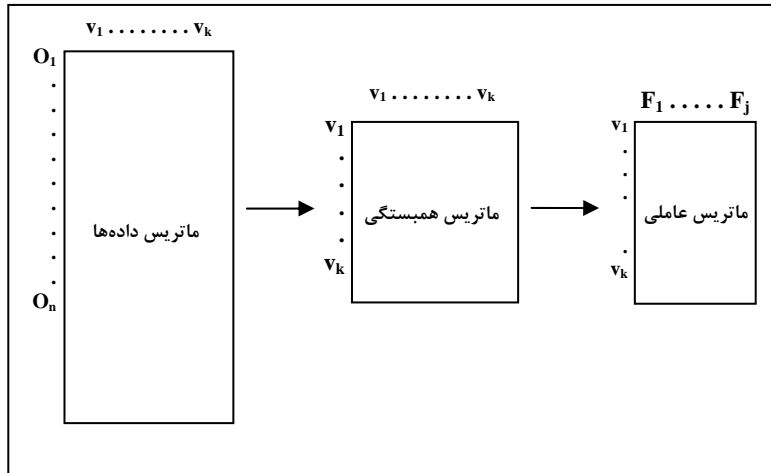 v1 . . . . . . . . vk
O1
.
.
.
.
.
.
.
.
.
On
ماتریس داده‌ها
v1 . . . . . . . . vk
v1
.
.
.
.
vk
ماتریس همبستگی
F1 . . . . . Fj
v1
.
.
.
.
vk
ماتریس عاملی